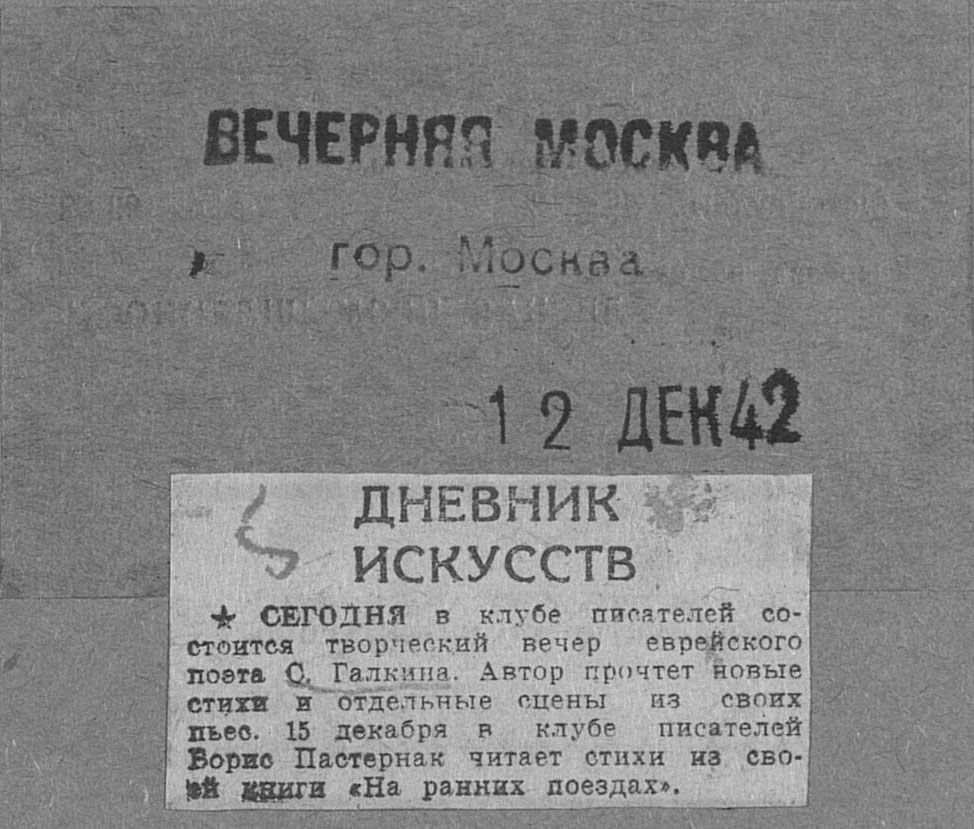 ВЕЧЕРНЯЯ МОСКВА
гор. Москва
12 ДЕК 42
ДНЕВНИК
ИСКУССТВ
★ СЕГОДНЯ в клубе писателей со-
стоится творческий вечер еврейского
поэта С. Галкина. Автор прочтет новые
стихи и отдельные сцены из своих
пьес. 15 декабря в клубе писателей
Борис Пастернак читает стихи из сво-
ей книги «На ранних поездах».